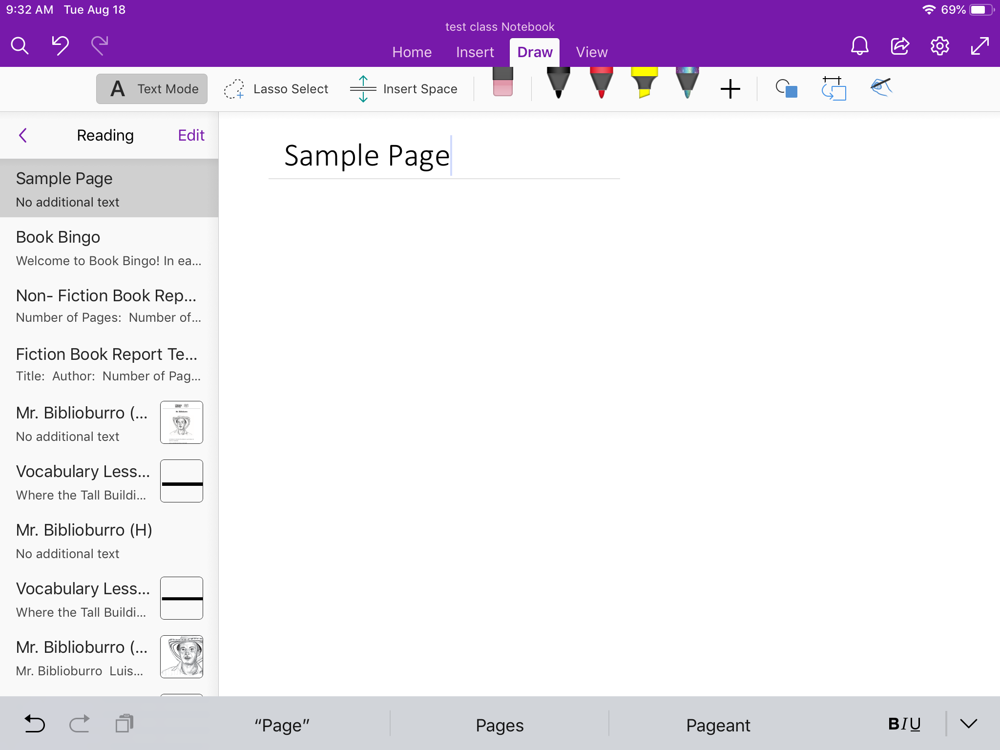 9:32 AM Tue Aug 18
69%
test class Notebook
Home Insert Draw View
A Text Mode Lasso Select Insert Space
Reading Edit
Sample Page
No additional text
Book Bingo
Welcome to Book Bingo! In ea...
Non- Fiction Book Rep...
Number of Pages: Number of...
Fiction Book Report Te...
Title: Author: Number of Pag...
Mr. Biblioburro (...
No additional text
Mr. Biblioburro
Vocabulary Less...
Where the Tall Buildi...
Mr. Biblioburro (H)
No additional text
Vocabulary Less...
Where the Tall Buildi...
Mr. Biblioburro (...
Mr. Biblioburro Luis...
Sample Page
“Page” Pages Pageant BIU